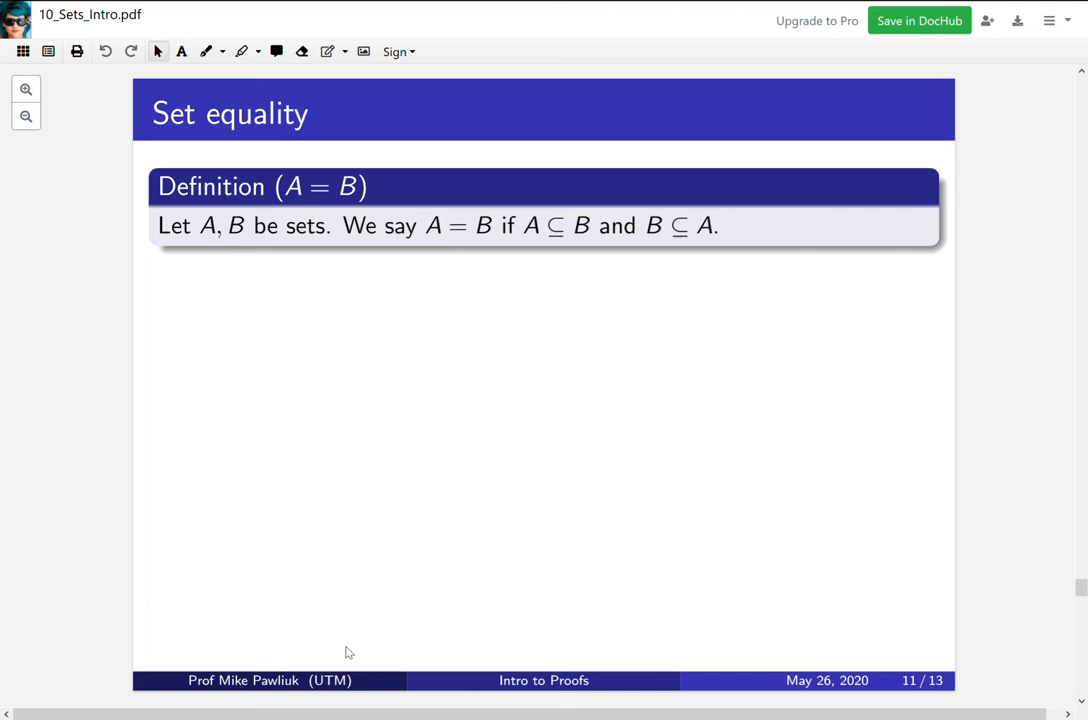 10_Sets_Intro.pdf
Upgrade to Pro
Save in DocHub
A
Sign
Set equality
Definition (A = B)
Let A, B be sets. We say A = B if A ⊆ B and B ⊆ A.
Prof Mike Pawliuk (UTM)
Intro to Proofs
May 26, 2020
11 / 13